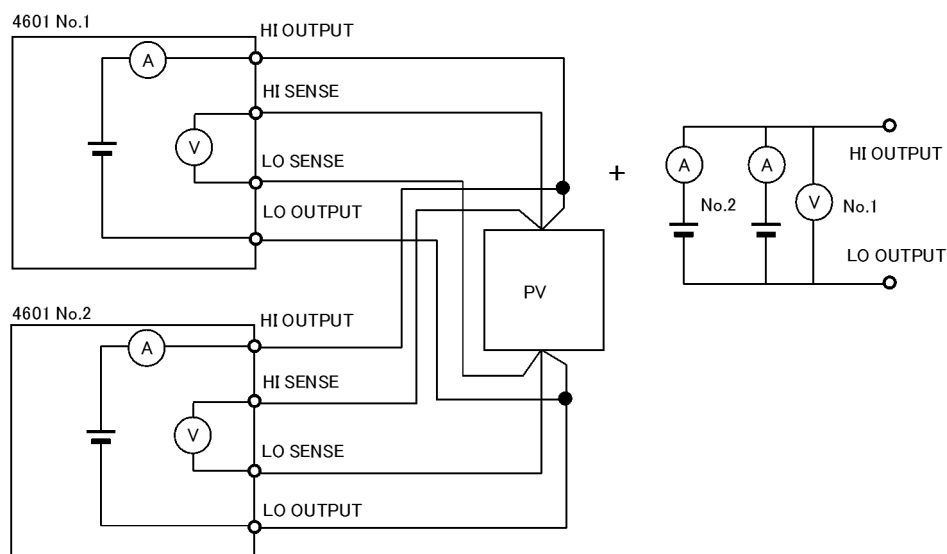 4601 No.1
HI OUTPUT
A
HI SENSE
V
LO SENSE
LO OUTPUT
4601 No.2
HI OUTPUT
A
HI SENSE
V
LO SENSE
LO OUTPUT
PV
+
A
A
HI OUTPUT
No.2
V
No.1
LO OUTPUT